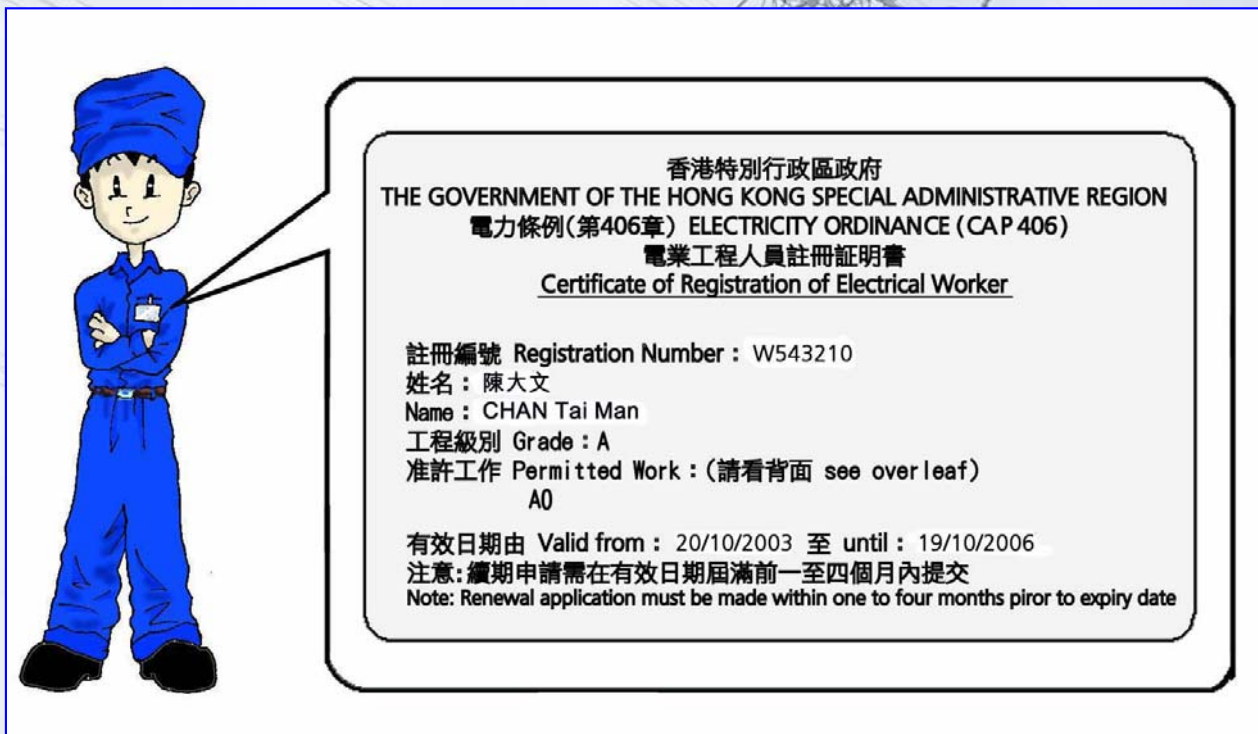 香港特別行政區政府
THE GOVERNMENT OF THE HONG KONG SPECIAL ADMINISTRATIVE REGION
電力條例(第406章) ELECTRICITY ORDINANCE (CAP 406)
電業工程人員註冊証明書
Certificate of Registration of Electrical Worker
註冊編號 Registration Number : W543210
姓名 : 陳大文
Name : CHAN Tai Man
工程級別 Grade : A
准許工作 Permitted Work : (請看背面 see overleaf)
A0
有效日期由 Valid from : 20/10/2003 至 until : 19/10/2006
注意: 續期申請需在有效日期屆滿前一至四個月內提交
Note: Renewal application must be made within one to four months piror to expiry date